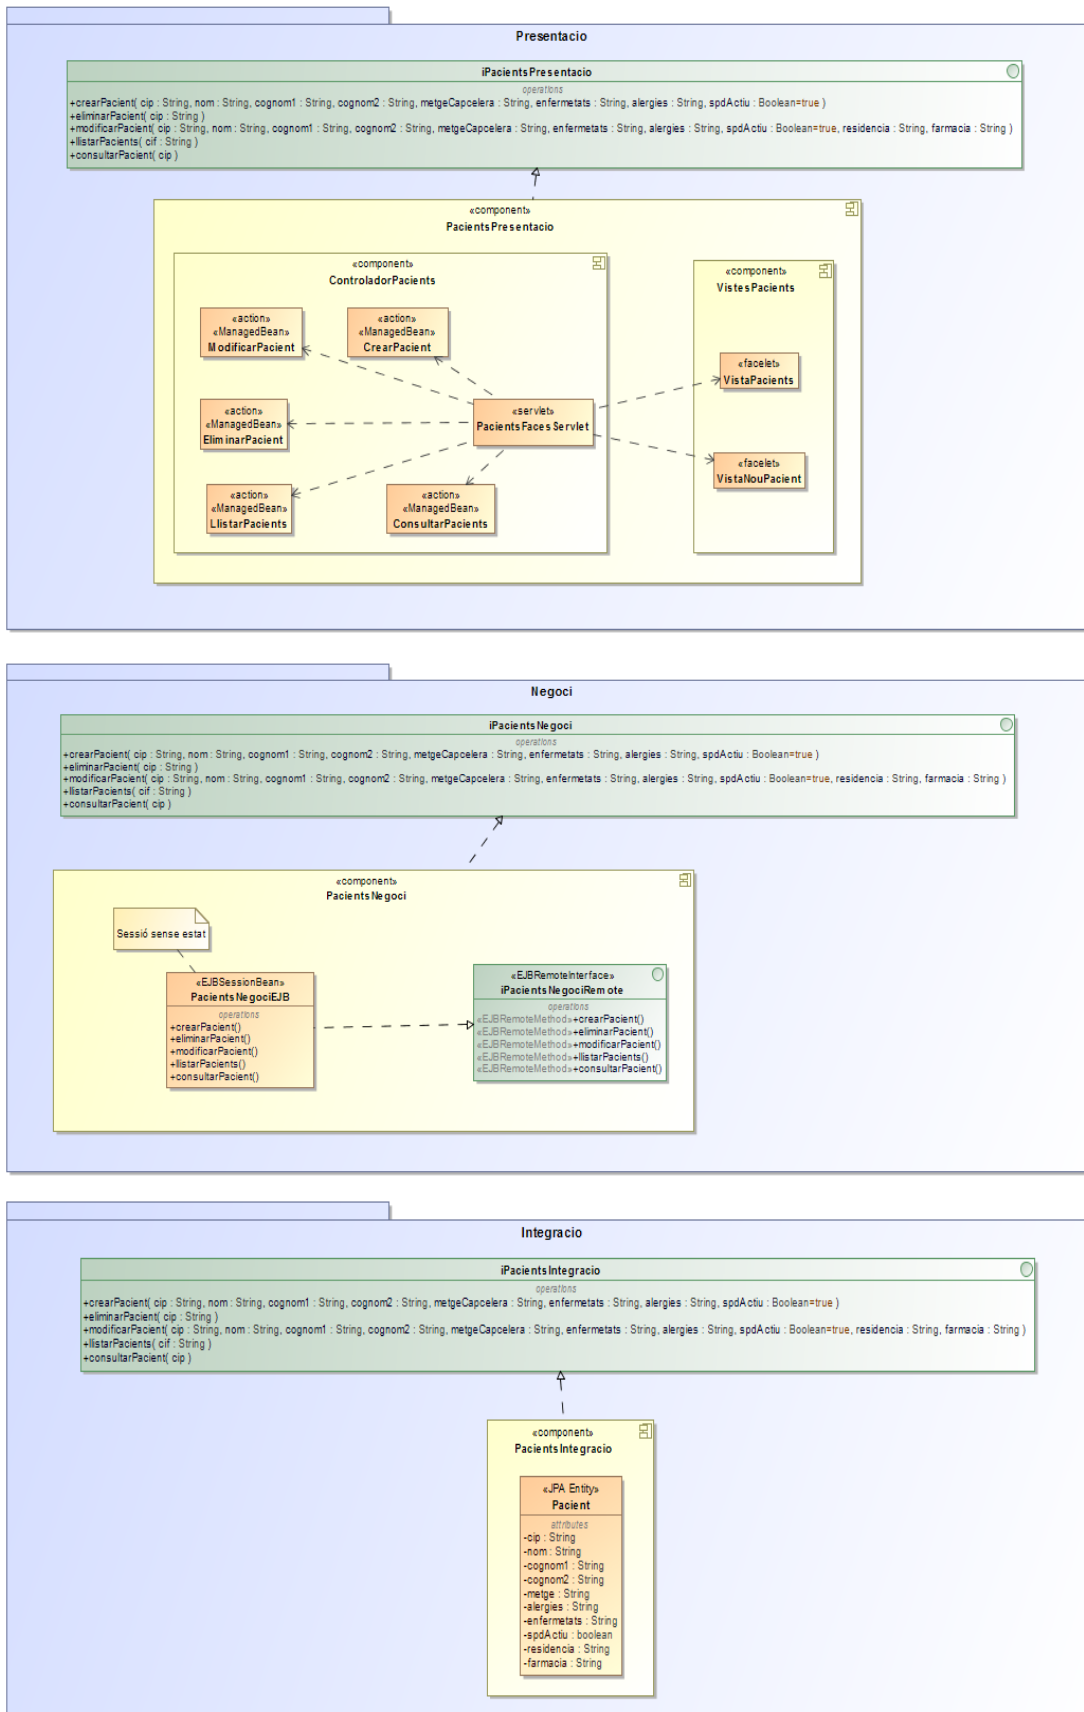 Presentacio
iPacientsPresentacio
operations
+crearPacient( cip : String, nom : String, cognom1 : String, cognom2 : String, metgeCapcelera : String, enfermetats : String, alergies : String, spdActiu : Boolean=true )
+eliminarPacient( cip : String )
+modificarPacient( cip : String, nom : String, cognom1 : String, cognom2 : String, metgeCapcelera : String, enfermetats : String, alergies : String, spdActiu : Boolean=true, residencia : String, farmacia : String )
+llistarPacients( cif : String )
+consultarPacient( cip )
«component»
PacientsPresentacio
«component»
ControladorPacients
«component»
VistesPacients
«action»
«ManagedBean»
ModificarPacient
«action»
«ManagedBean»
CrearPacient
«facelet»
VistaPacients
«action»
«ManagedBean»
EliminarPacient
«servlet»
PacientsFacesServlet
«facelet»
VistaNouPacient
«action»
«ManagedBean»
LlistarPacients
«action»
«ManagedBean»
ConsultarPacients
Negoci
iPacientsNegoci
operations
+crearPacient( cip : String, nom : String, cognom1 : String, cognom2 : String, metgeCapcelera : String, enfermetats : String, alergies : String, spdActiu : Boolean=true )
+eliminarPacient( cip : String )
+modificarPacient( cip : String, nom : String, cognom1 : String, cognom2 : String, metgeCapcelera : String, enfermetats : String, alergies : String, spdActiu : Boolean=true, residencia : String, farmacia : String )
+llistarPacients( cif : String )
+consultarPacient( cip )
«component»
PacientsNegoci
Sessió sense estat
«EJBSessionBean»
PacientsNegociEJB
operations
+crearPacient()
+eliminarPacient()
+modificarPacient()
+llistarPacients()
+consultarPacient()
«EJBRemoteInterface»
iPacientsNegociRemote
operations
«EJBRemoteMethod»+crearPacient()
«EJBRemoteMethod»+eliminarPacient()
«EJBRemoteMethod»+modificarPacient()
«EJBRemoteMethod»+llistarPacients()
«EJBRemoteMethod»+consultarPacient()
Integracio
iPacientsIntegracio
operations
+crearPacient( cip : String, nom : String, cognom1 : String, cognom2 : String, metgeCapcelera : String, enfermetats : String, alergies : String, spdActiu : Boolean=true )
+eliminarPacient( cip : String )
+modificarPacient( cip : String, nom : String, cognom1 : String, cognom2 : String, metgeCapcelera : String, enfermetats : String, alergies : String, spdActiu : Boolean=true, residencia : String, farmacia : String )
+llistarPacients( cif : String )
+consultarPacient( cip )
«component»
PacientsIntegracio
«JPA Entity»
Pacient
attributes
-cip : String
-nom : String
-cognom1 : String
-cognom2 : String
-metge : String
-alergies : String
-enfermetats : String
-spdActiu : boolean
-residencia : String
-farmacia : String